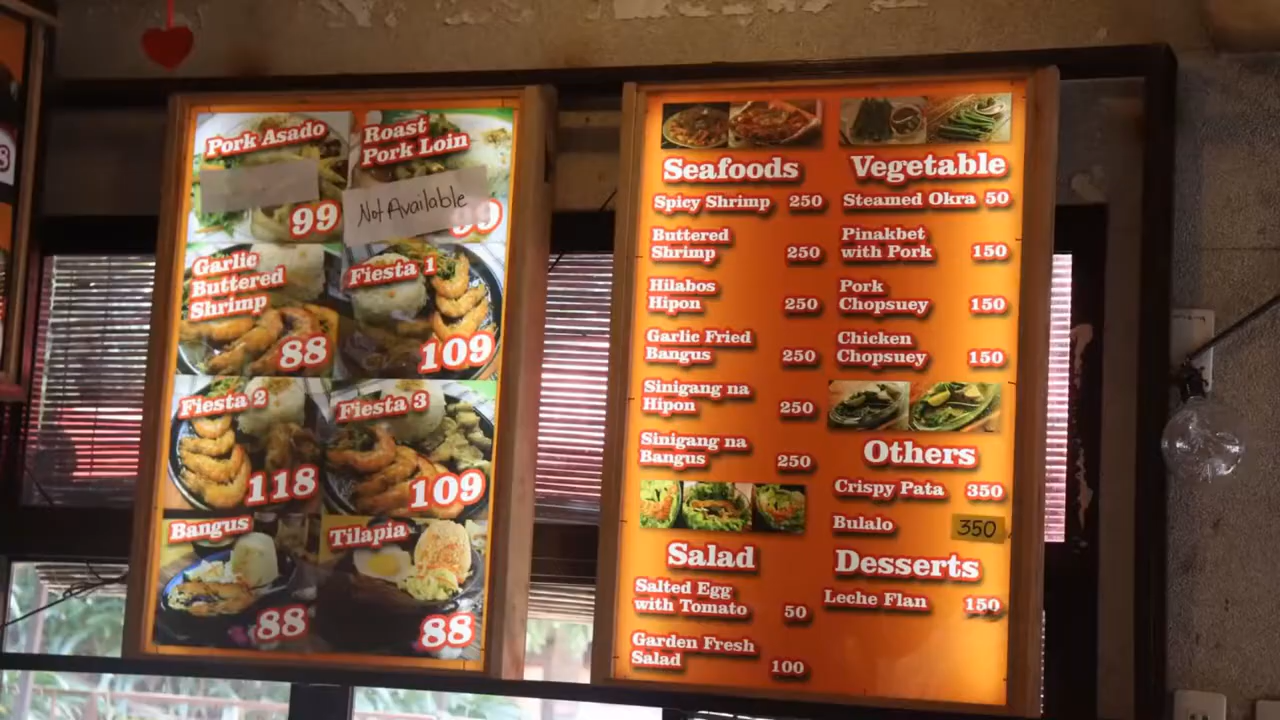 Pork Asado
99
Roast
Pork Loin
Not Available
99
Garlic
Buttered
Shrimp
88
Fiesta 1
109
Fiesta 2
118
Fiesta 3
109
Bangus
88
Tilapia
88
Seafoods
Spicy Shrimp 250
Buttered
Shrimp 250
Hilabos
Hipon 250
Garlic Fried
Bangus 250
Sinigang na
Hipon 250
Sinigang na
Bangus 250
Salad
Salted Egg
with Tomato 50
Garden Fresh
Salad 100
Vegetable
Steamed Okra 50
Pinakbet
with Pork 150
Pork
Chopsuey 150
Chicken
Chopsuey 150
Others
Crispy Pata 350
Bulalo 350
Desserts
Leche Flan 150